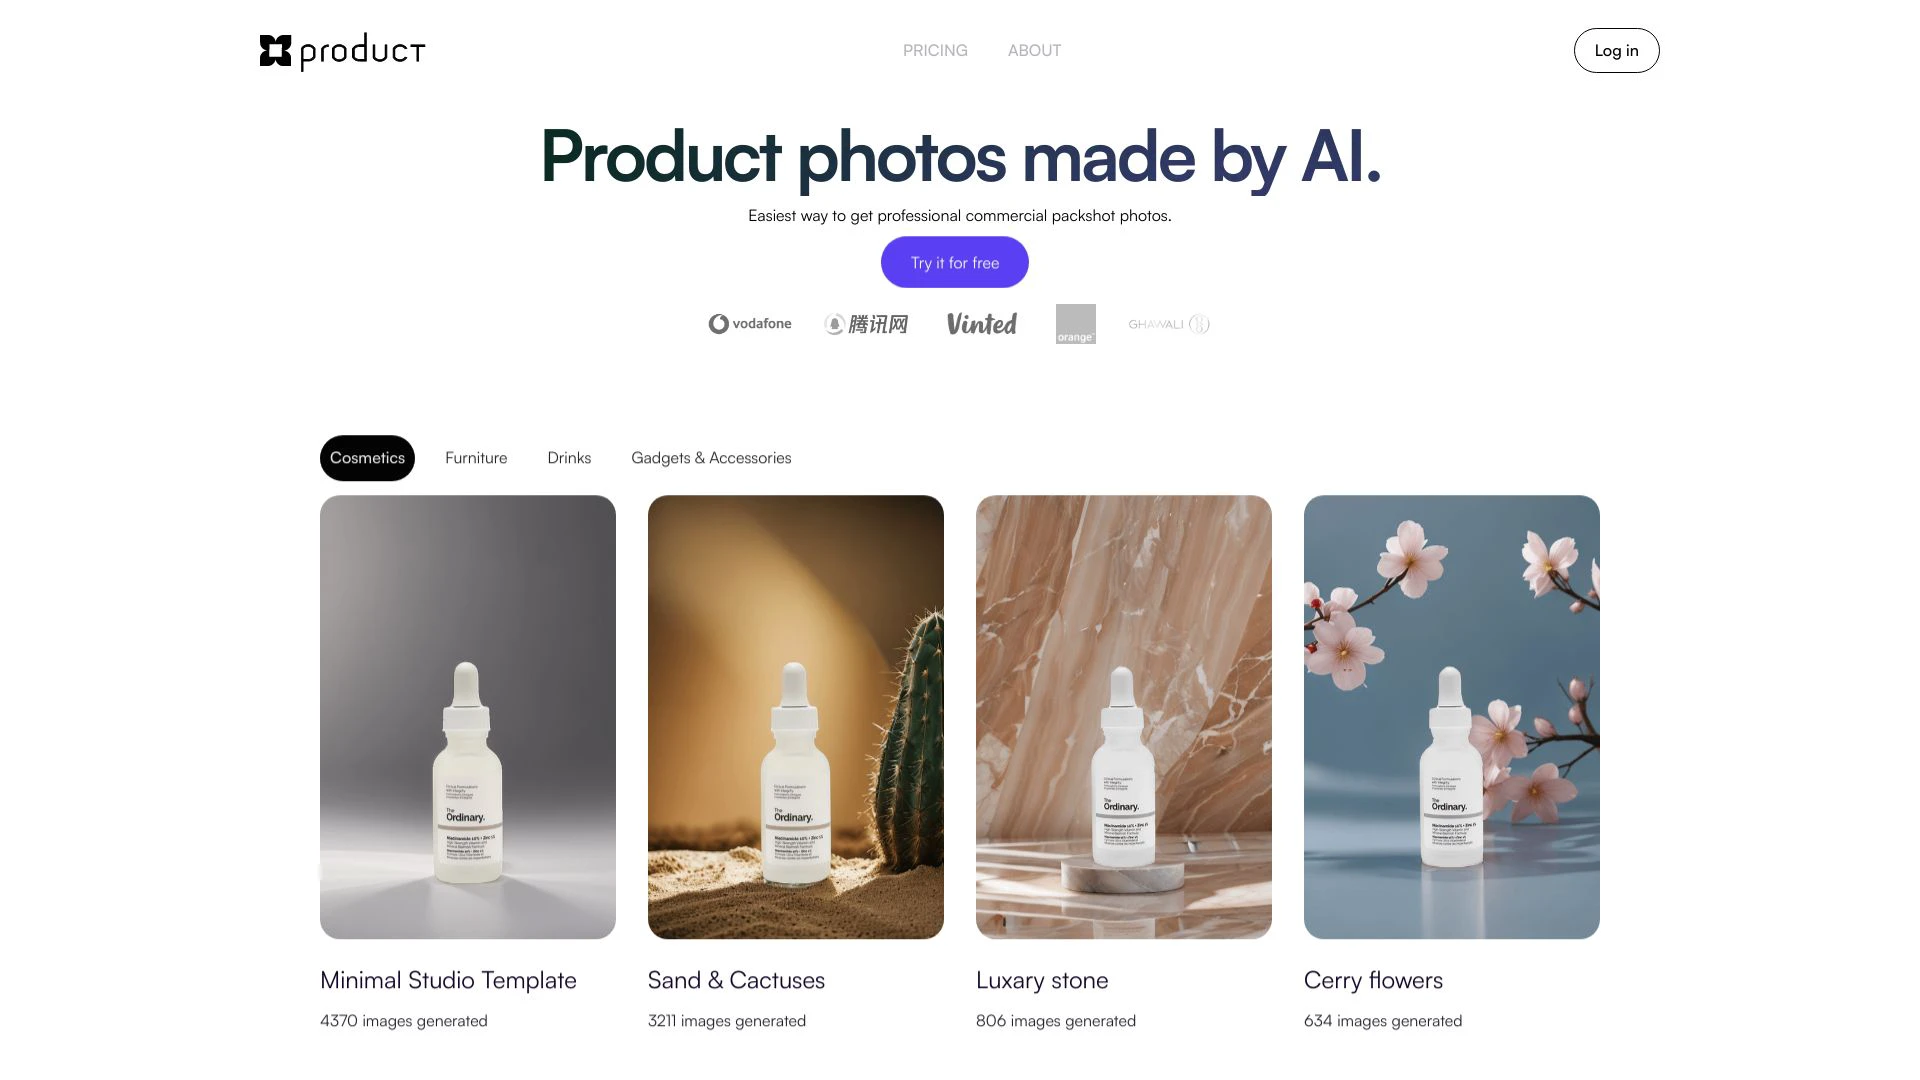 product
PRICING
ABOUT
Log in
Product photos made by AI.
Easiest way to get professional commercial packshot photos.
Try it for free
vodafone
腾讯网
Vinted
orange
GHAWALI
Cosmetics
Furniture
Drinks
Gadgets & Accessories
The
Ordinary.
The
Ordinary.
The
Ordinary.
The
Ordinary.
Minimal Studio Template
Sand & Cactuses
Luxary stone
Cerry flowers
4370 images generated
3211 images generated
806 images generated
634 images generated